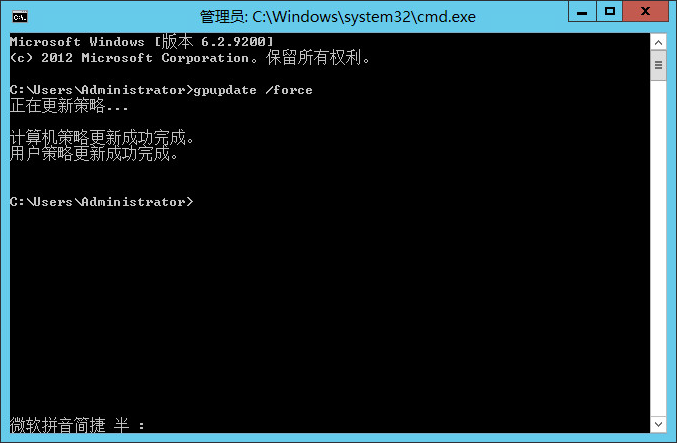 管理员: C:\Windows\system32\cmd.exe
Microsoft Windows [版本 6.2.9200]
(c) 2012 Microsoft Corporation。保留所有权利。
C:\Users\Administrator>gpupdate /force
正在更新策略...
计算机策略更新成功完成。
用户策略更新成功完成。
C:\Users\Administrator>
微软拼音简捷 半 :